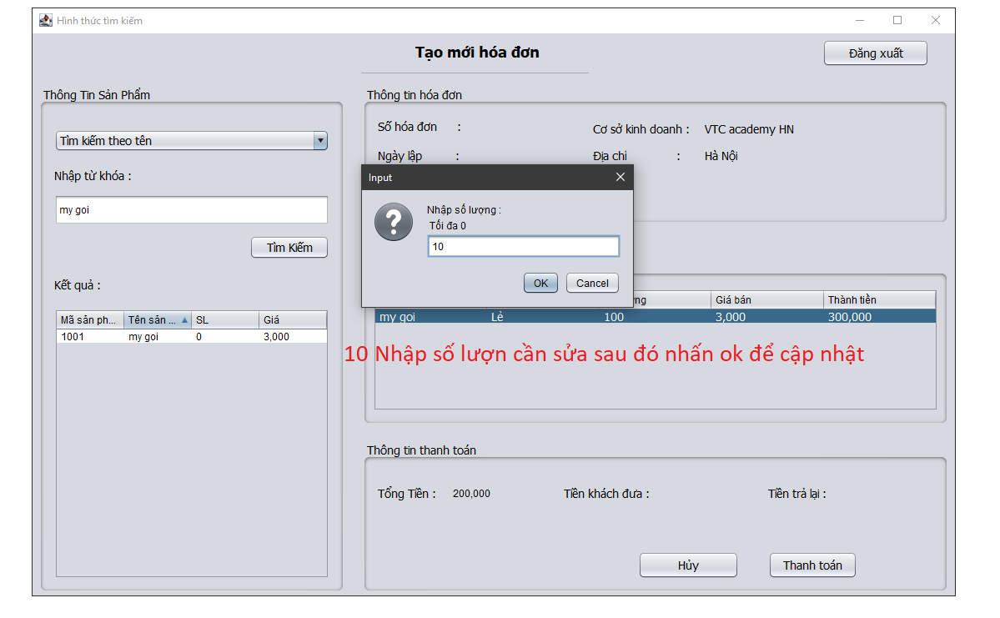 Hình thức tìm kiếm
Tạo mới hóa đơn
Đăng xuất
Thông Tin Sản Phẩm
Tìm kiếm theo tên
Nhập từ khóa :
my goi
Tìm Kiếm
Kết quả :
Mã sản ph... Tên sản ... SL Giá
1001 my goi 0 3,000
Thông tin hóa đơn
Số hóa đơn :
Cơ sở kinh doanh : VTC academy HN
Ngày lập :
Địa chỉ : Hà Nội
Input
Nhập số lượng :
Tối đa 0
10
OK Cancel
Giá bán Thành tiền
my goi Lẻ 100 3,000 300,000
10 Nhập số lượn cần sửa sau đó nhấn ok để cập nhật
Thông tin thanh toán
Tổng Tiền : 200,000 Tiền khách đưa : Tiền trả lại :
Hủy Thanh toán